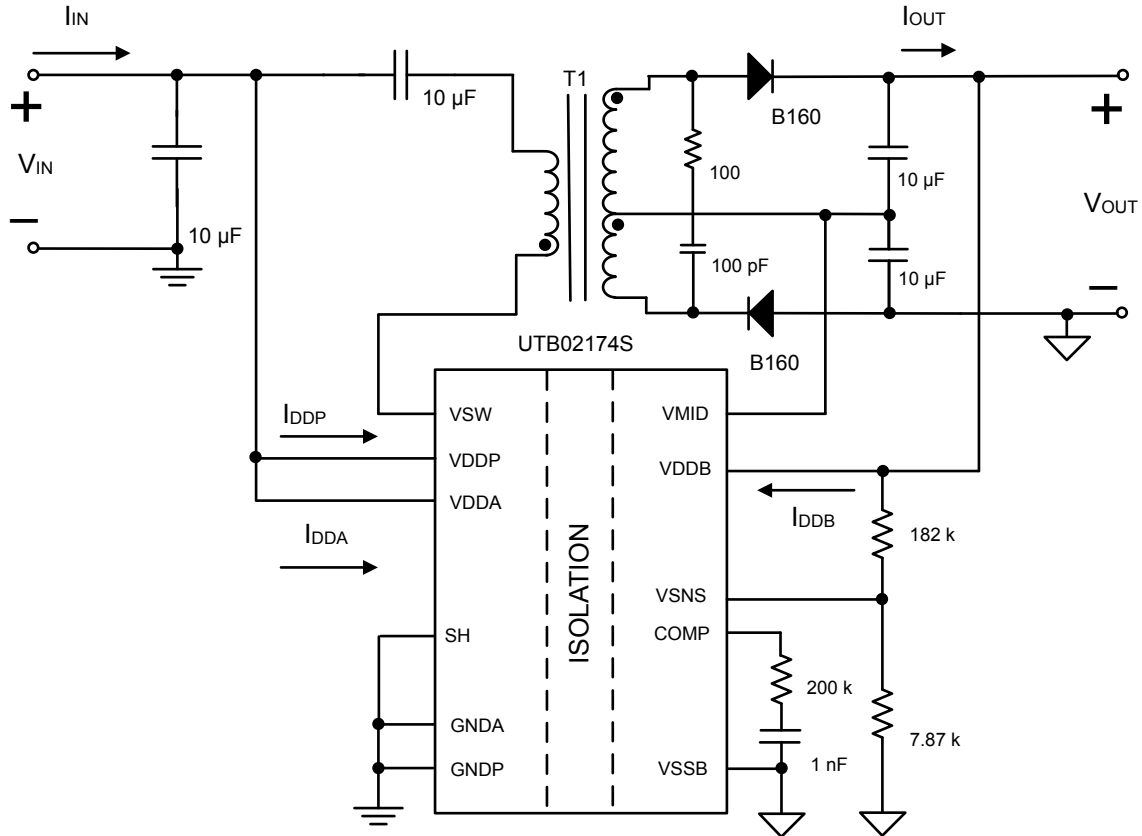 IIN
IOUT
10 µF
T1
B160
+
VIN
−
10 µF
100
10 µF
+
VOUT
100 pF
10 µF
−
UTB02174S
B160
IDDP
VSW
VMID
VDDP
VDDB
VDDA
IDDB
IDDA
ISOLATION
182 k
VSNS
SH
COMP
200 k
GNDA
7.87 k
GNDP
VSSB
1 nF